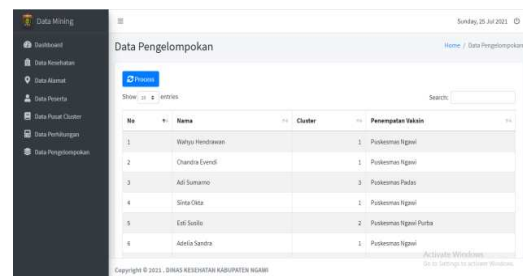 Data Mining
Sunday, 25 Jul 2021
Dashboard
Data Kesehatan
Data Alamat
Data Peserta
Data Pusat Cluster
Data Perhitungan
Data Pengelompokan
Data Pengelompokan
Home / Data Pengelompokan
Process
Show 10 entries
Search:
No Nama Cluster Penempatan Vaksin
1 Wahyu Hendrawan 1 Puskesmas Ngawi
2 Chandra Evendi 1 Puskesmas Ngawi
3 Adi Sumarno 3 Puskesmas Padas
4 Sinta Okta 1 Puskesmas Ngawi
5 Esti Susilo 2 Puskesmas Ngawi Purba
6 Adelia Sandra 1 Puskesmas Ngawi
Activate Windows
Go to Settings to activate Windows.
Copyright © 2021 . DINAS KESEHATAN KABUPATEN NGAWI